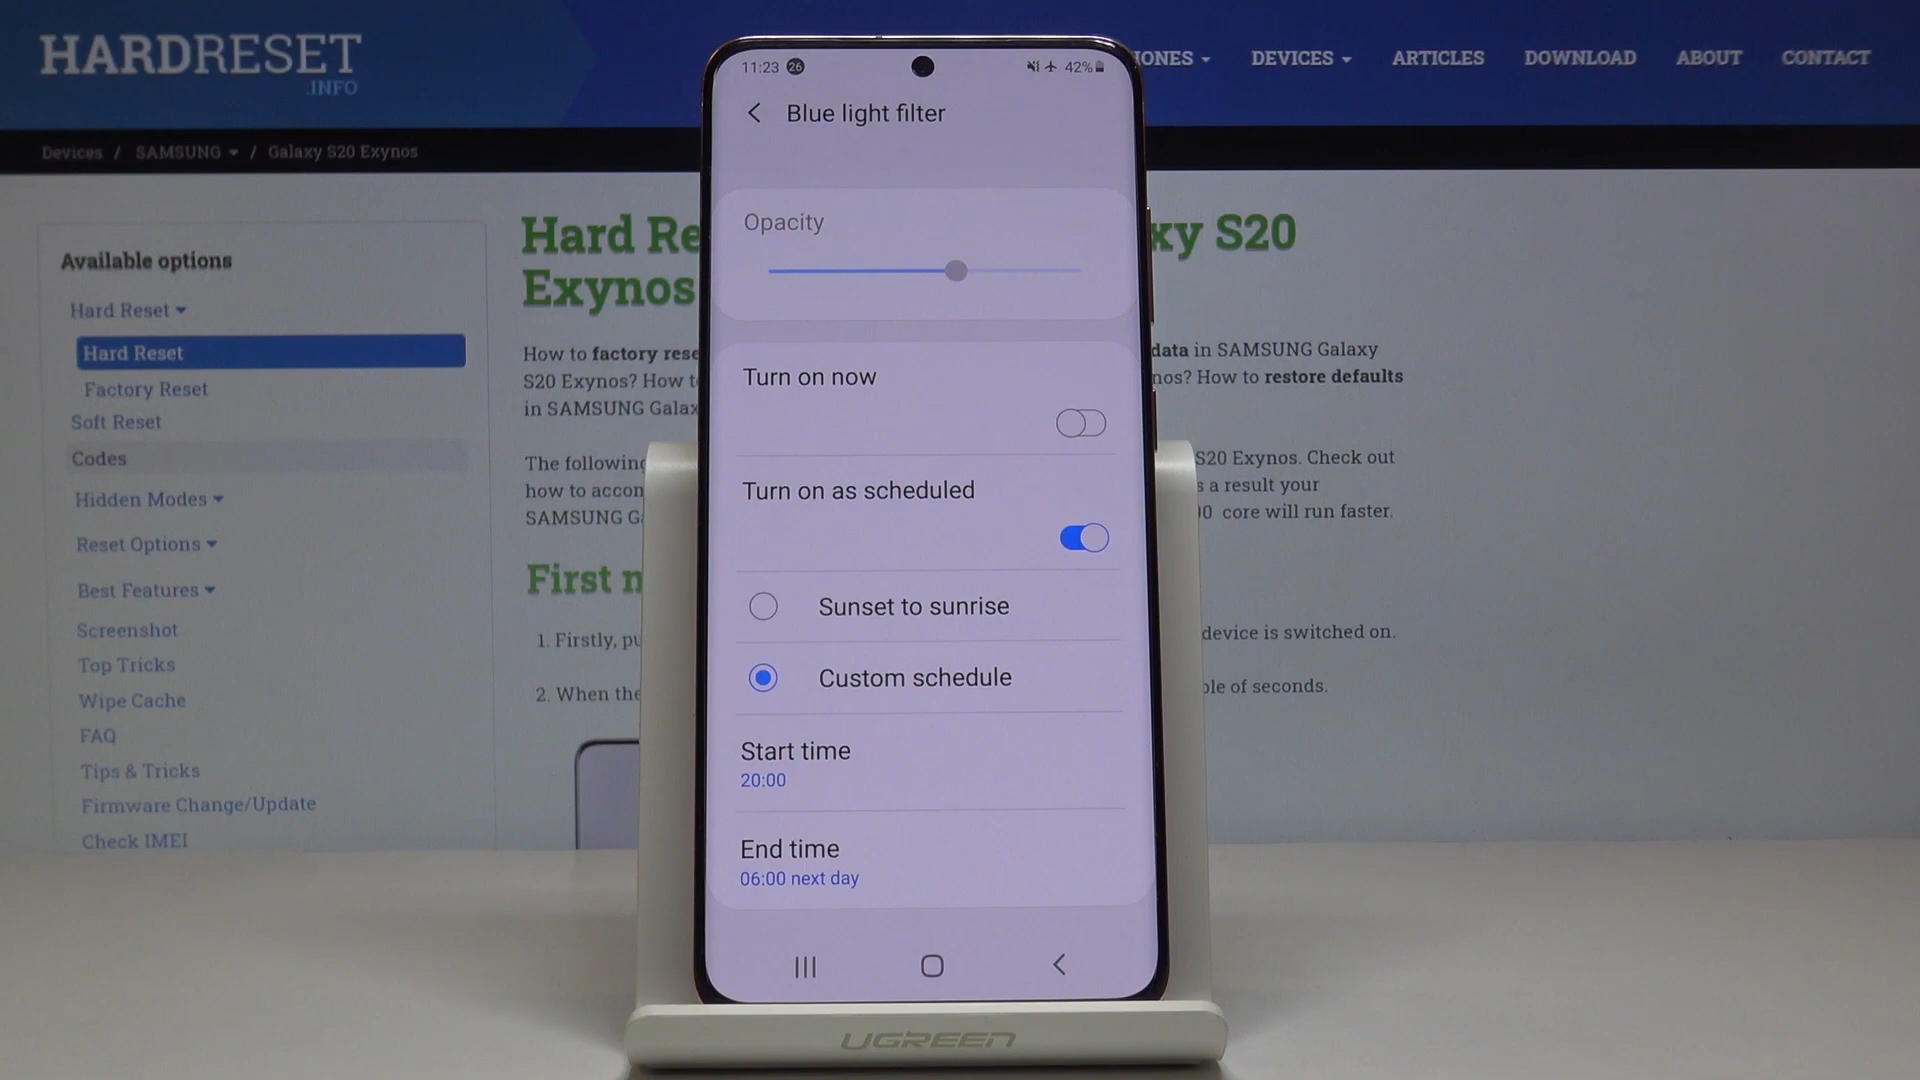 HARDRESET
.INFO
DEVICES
ARTICLES
DOWNLOAD
ABOUT
CONTACT
Devices / SAMSUNG / Galaxy S20 Exynos
Available options
Hard Reset
Hard Reset
Factory Reset
Soft Reset
Codes
Hidden Modes
Reset Options
Best Features
Screenshot
Top Tricks
Wipe Cache
FAQ
Tips & Tricks
Firmware Change/Update
Check IMEI
Hard Re
xy S20
Exynos
How to factory rese
data in SAMSUNG Galaxy
S20 Exynos? How t
nos? How to restore defaults
in SAMSUNG Galax
The following
S20 Exynos. Check out
how to accon
s a result your
SAMSUNG G
core will run faster.
First
1. Firstly, pu
device is switched on.
2. When the
ple of seconds.
11:23 26
42%
Blue light filter
Opacity
Turn on now
Turn on as scheduled
Sunset to sunrise
Custom schedule
Start time
20:00
End time
06:00 next day
UGREEN